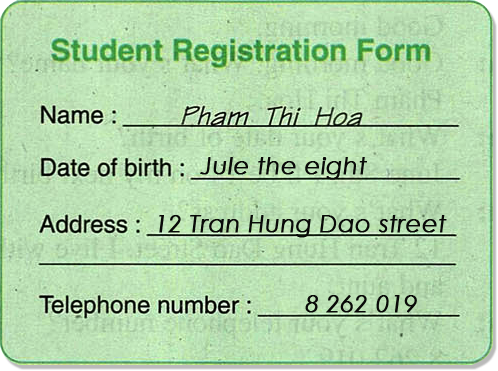 Student Registration Form
Name : Pham Thi Hoa
Date of birth : Jule the eight
Address : 12 Tran Hung Dao street
Telephone number : 8 262 019